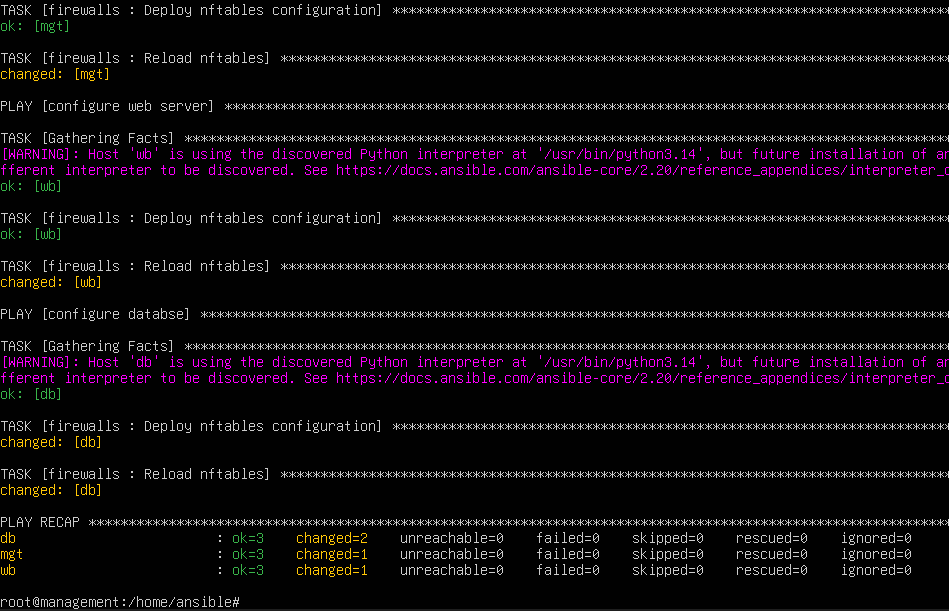 TASK [firewalls : Deploy nftables configuration] *********************************************************************
ok: [mgt]
TASK [firewalls : Reload nftables] ***********************************************************************************
changed: [mgt]
PLAY [configure web server] ******************************************************************************************
TASK [Gathering Facts] ***********************************************************************************************
[WARNING]: Host 'wb' is using the discovered Python interpreter at '/usr/bin/python3.14', but future installation of
fferent interpreter to be discovered. See https://docs.ansible.com/ansible-core/2.20/reference_appendices/interpreter_
ok: [wb]
TASK [firewalls : Deploy nftables configuration] *********************************************************************
ok: [wb]
TASK [firewalls : Reload nftables] ***********************************************************************************
changed: [wb]
PLAY [configure databse] *********************************************************************************************
TASK [Gathering Facts] ***********************************************************************************************
[WARNING]: Host 'db' is using the discovered Python interpreter at '/usr/bin/python3.14', but future installation of
fferent interpreter to be discovered. See https://docs.ansible.com/ansible-core/2.20/reference_appendices/interpreter_
ok: [db]
TASK [firewalls : Deploy nftables configuration] *********************************************************************
changed: [db]
TASK [firewalls : Reload nftables] ***********************************************************************************
changed: [db]
PLAY RECAP ***********************************************************************************************************
db : ok=3 changed=2 unreachable=0 failed=0 skipped=0 rescued=0 ignored=0
mgt : ok=3 changed=1 unreachable=0 failed=0 skipped=0 rescued=0 ignored=0
wb : ok=3 changed=1 unreachable=0 failed=0 skipped=0 rescued=0 ignored=0
root@management:/home/ansible#